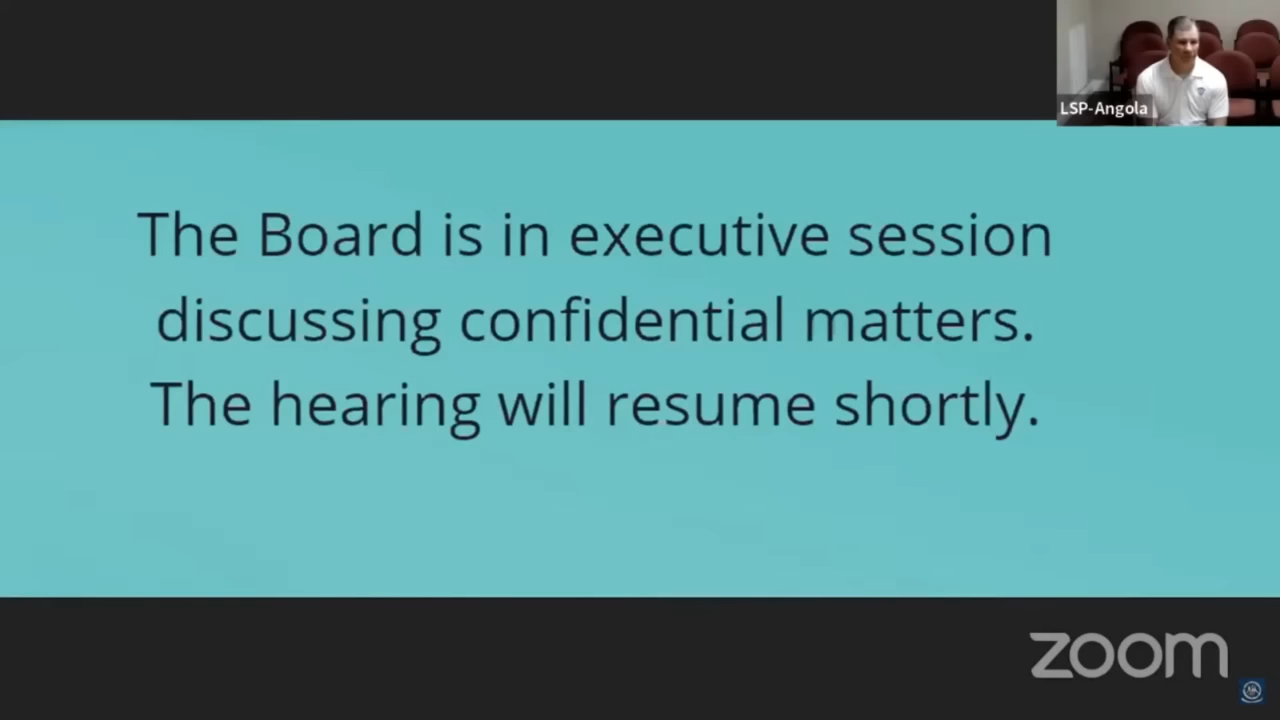 LSP-Angola
The Board is in executive session
discussing confidential matters.
The hearing will resume shortly.
zoom